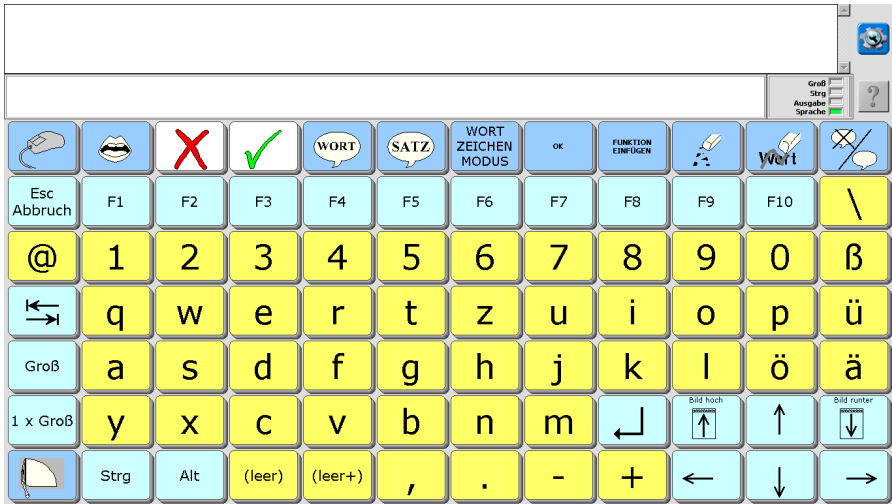 Groß
Strg
Ausgabe
Sprache
?
WORT SATZ WORT ZEICHEN MODUS OK FUNKTION EINFÜGEN Wort
Esc Abbruch F1 F2 F3 F4 F5 F6 F7 F8 F9 F10 \
@ 1 2 3 4 5 6 7 8 9 0 ß
q w e r t z u i o p ü
Groß a s d f g h j k l ö ä
1 x Groß y x c v b n m Bild hoch Bild runter
Strg Alt (leer) (leer+) , . - +